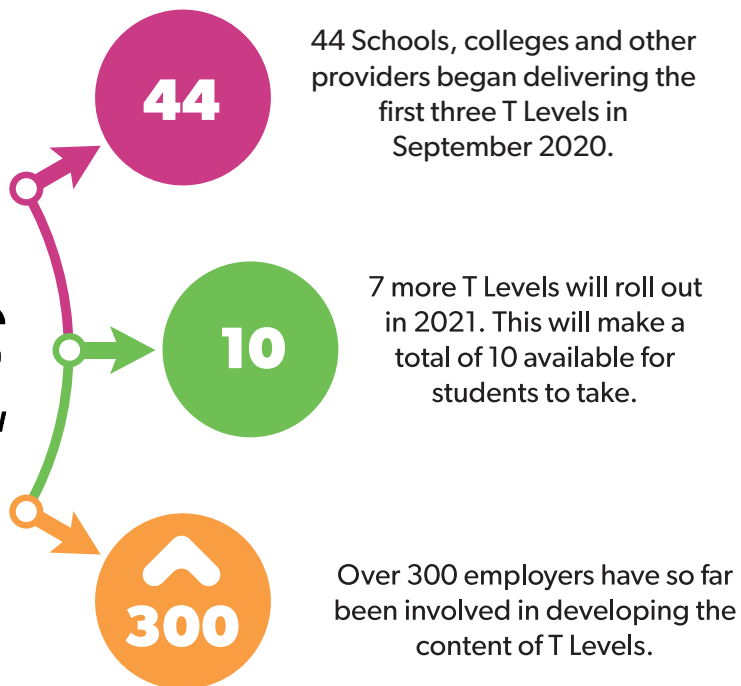 44
44 Schools, colleges and other
providers began delivering the
first three T Levels in
September 2020.
10
7 more T Levels will roll out
in 2021. This will make a
total of 10 available for
students to take.
300
Over 300 employers have so far
been involved in developing the
content of T Levels.